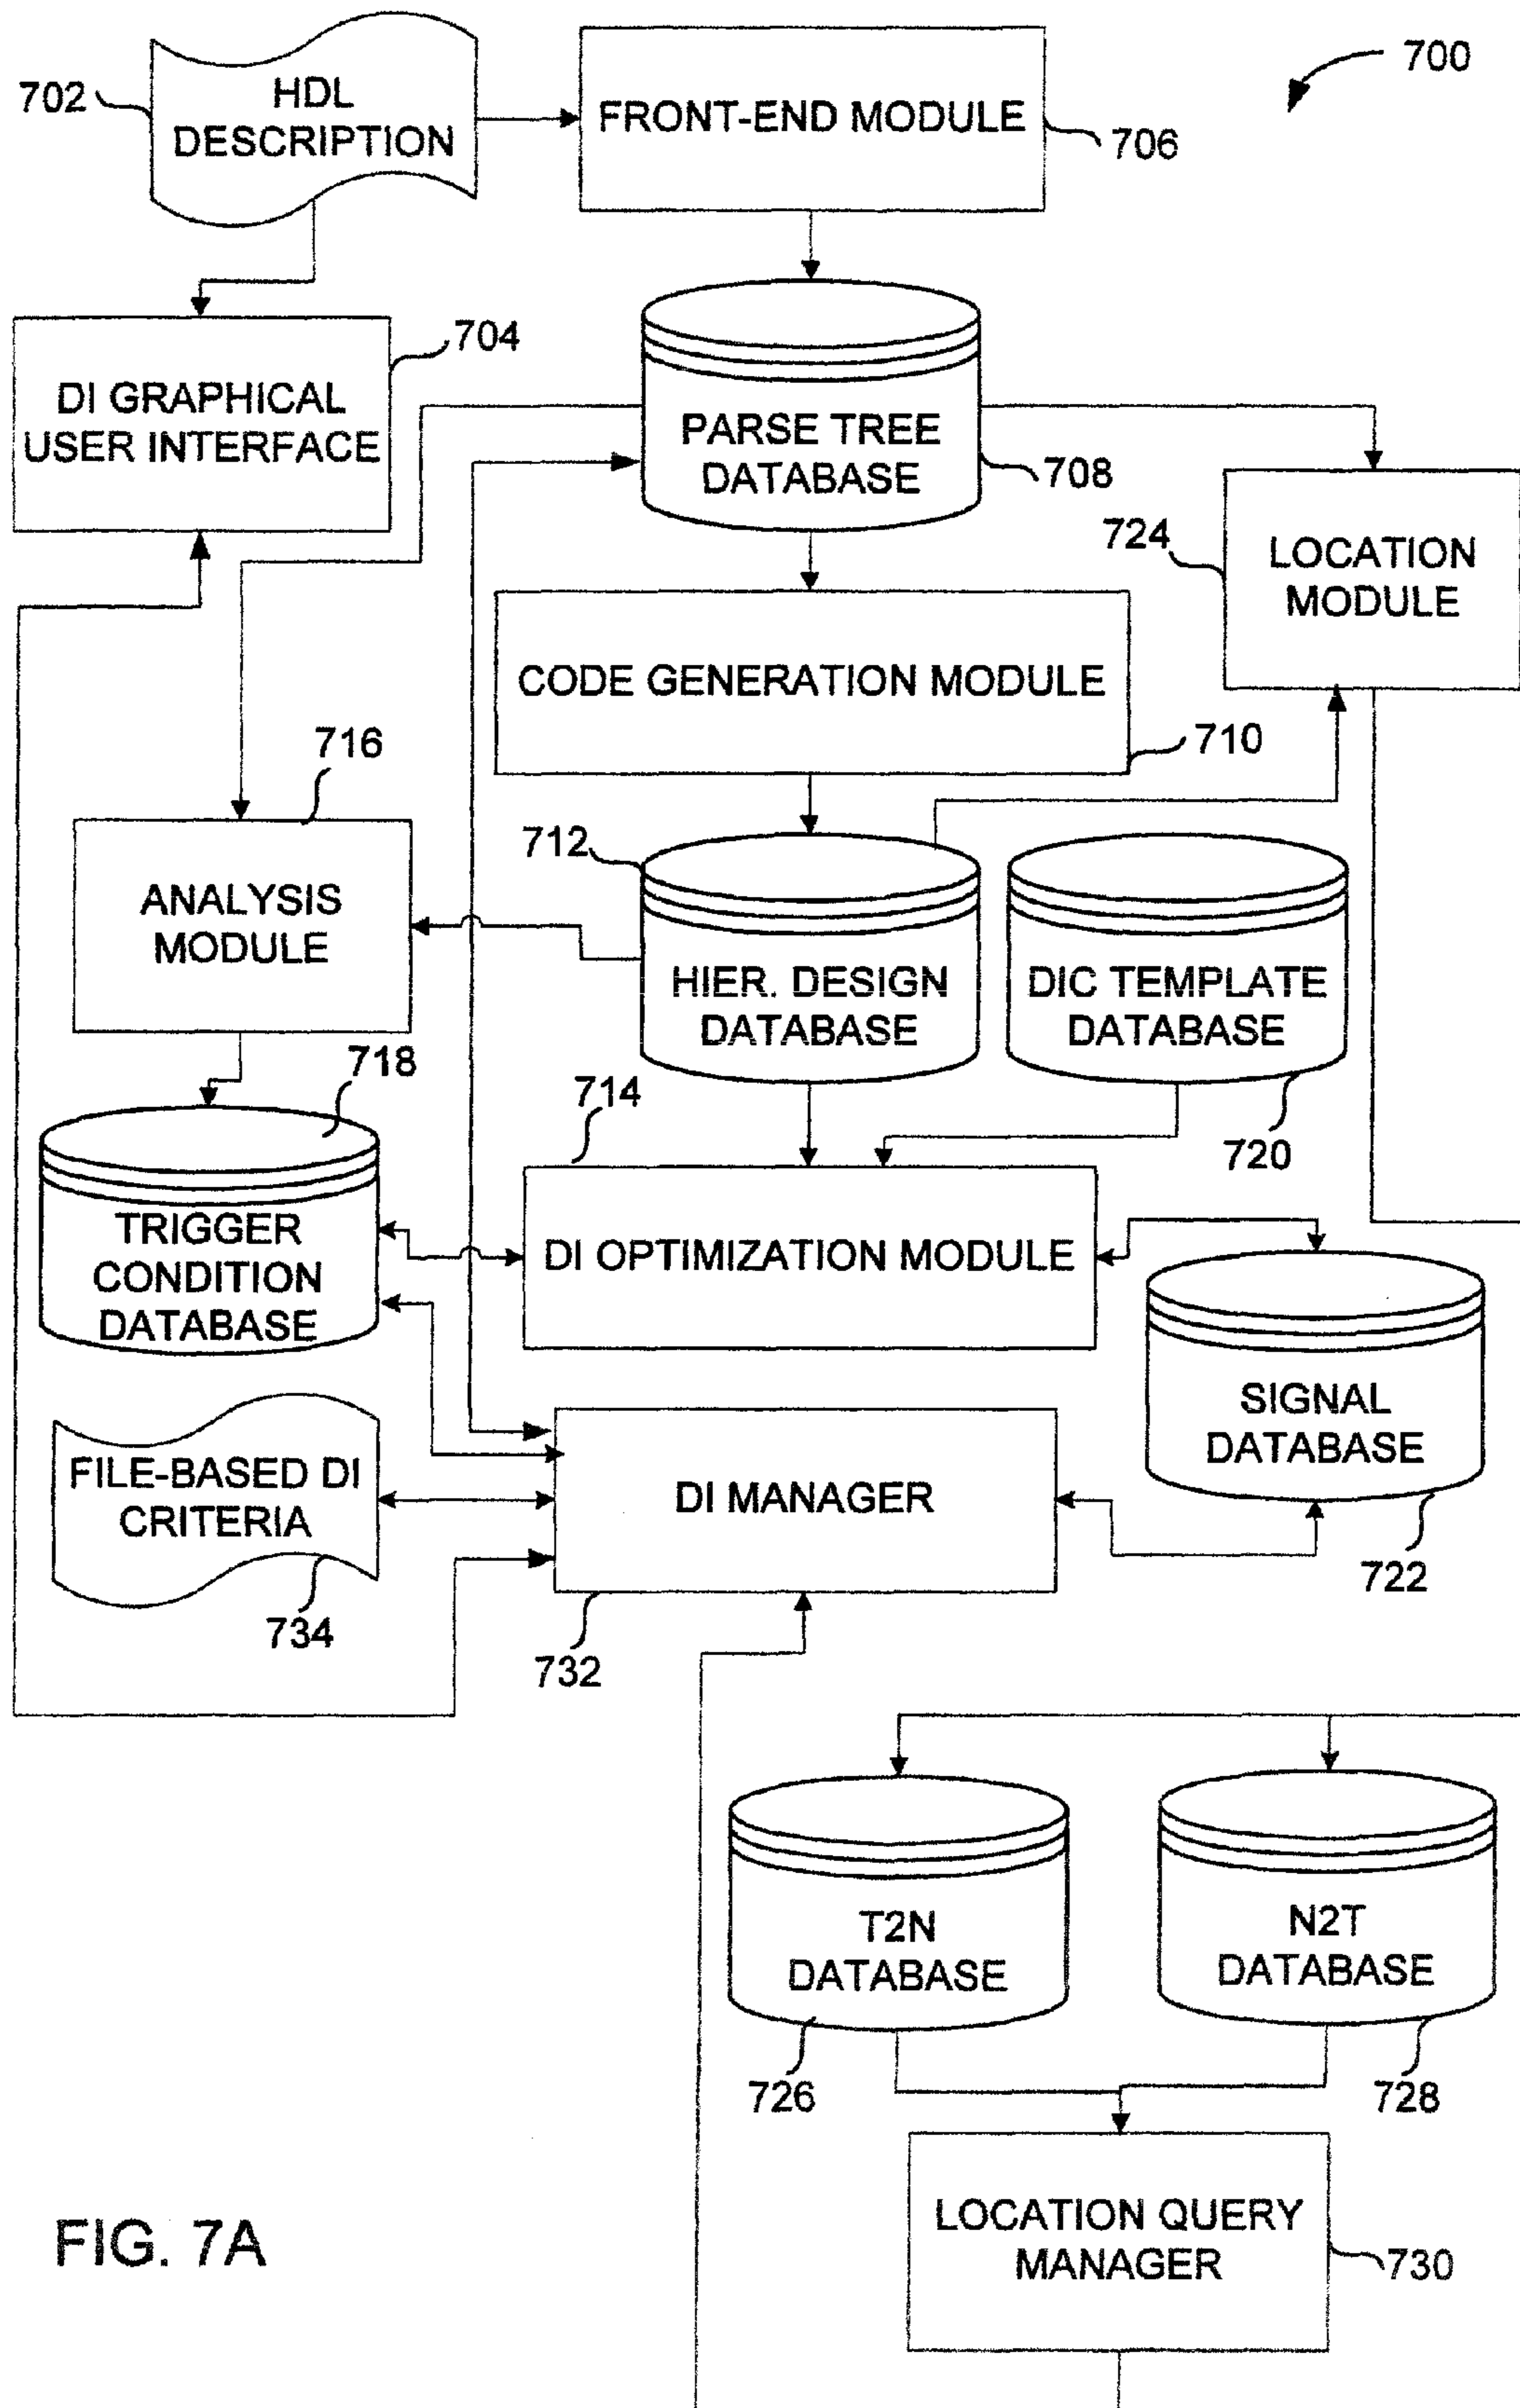 700
702
HDL
DESCRIPTION
FRONT-END MODULE
706
704
DI GRAPHICAL
USER INTERFACE
PARSE TREE
DATABASE
708
724
LOCATION
MODULE
CODE GENERATION MODULE
710
716
ANALYSIS
MODULE
712
HIER. DESIGN
DATABASE
DIC TEMPLATE
DATABASE
720
718
TRIGGER
CONDITION
DATABASE
714
DI OPTIMIZATION MODULE
SIGNAL
DATABASE
722
FILE-BASED DI
CRITERIA
734
DI MANAGER
732
T2N
DATABASE
726
N2T
DATABASE
728
LOCATION QUERY
MANAGER
730
FIG. 7A